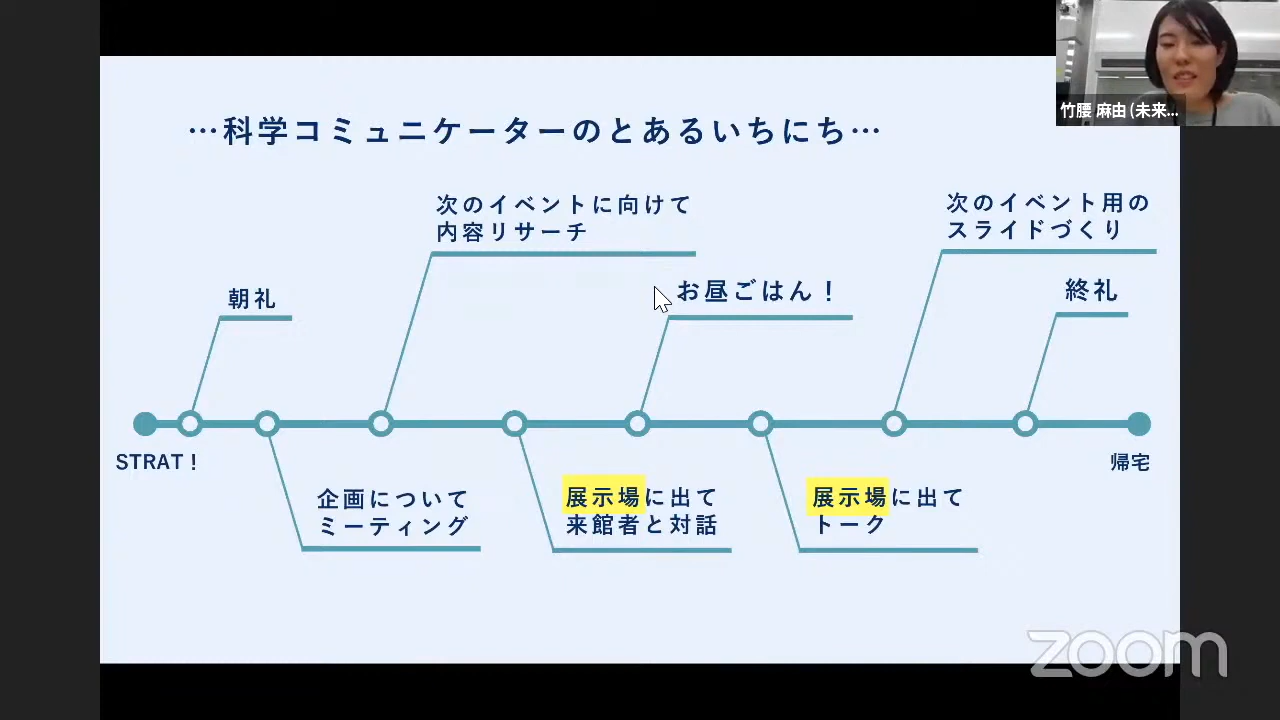 …科学コミュニケーターのとあるいちにち…
竹腰 麻由 (未来...
次のイベントに向けて
内容リサーチ
次のイベント用の
スライドづくり
朝礼
お昼ごはん！
終礼
STRAT！
帰宅
企画について
ミーティング
展示場に出て
来館者と対話
展示場に出て
トーク
zoom